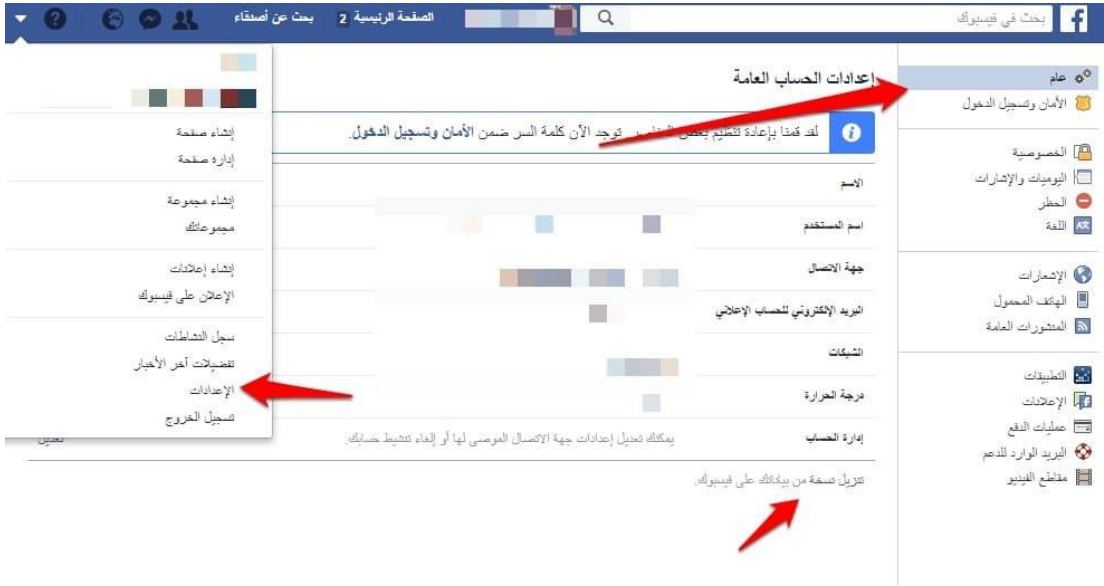 بحث في فيسبوك
الصفحة الرئيسية 2
بحث عن أصدقاء
عام
الأمان وتسجيل الدخول
الخصوصية
اليوميات والإشارات
الحظر
اللغة
الإشعارات
الهاتف المحمول
المنشورات العامة
التطبيقات
الإعلانات
عمليات الدفع
البريد الوارد للدعم
مقاطع الفيديو
إعدادات الحساب العامة
لقد قمنا بإعادة تنظيم بعض توجد الآن كلمة السر ضمن الأمان وتسجيل الدخول.
الاسم
اسم المستخدم
جهة الاتصال
البريد الإلكتروني للحساب الإعلاني
الشبكات
درجة الحرارة
إدارة الحساب
يمكنك تعديل إعدادات جهة الاتصال الموصى لها أو إلغاء تنشيط حسابك.
تعديل
تنزيل نسخة من بياناتك على فيسبوك.
إنشاء صفحة
إدارة صفحة
إنشاء مجموعة
مجموعاتك
إنشاء إعلانات
الإعلان على فيسبوك
سجل النشاطات
تفضيلات آخر الأخبار
الإعدادات
تسجيل الخروج